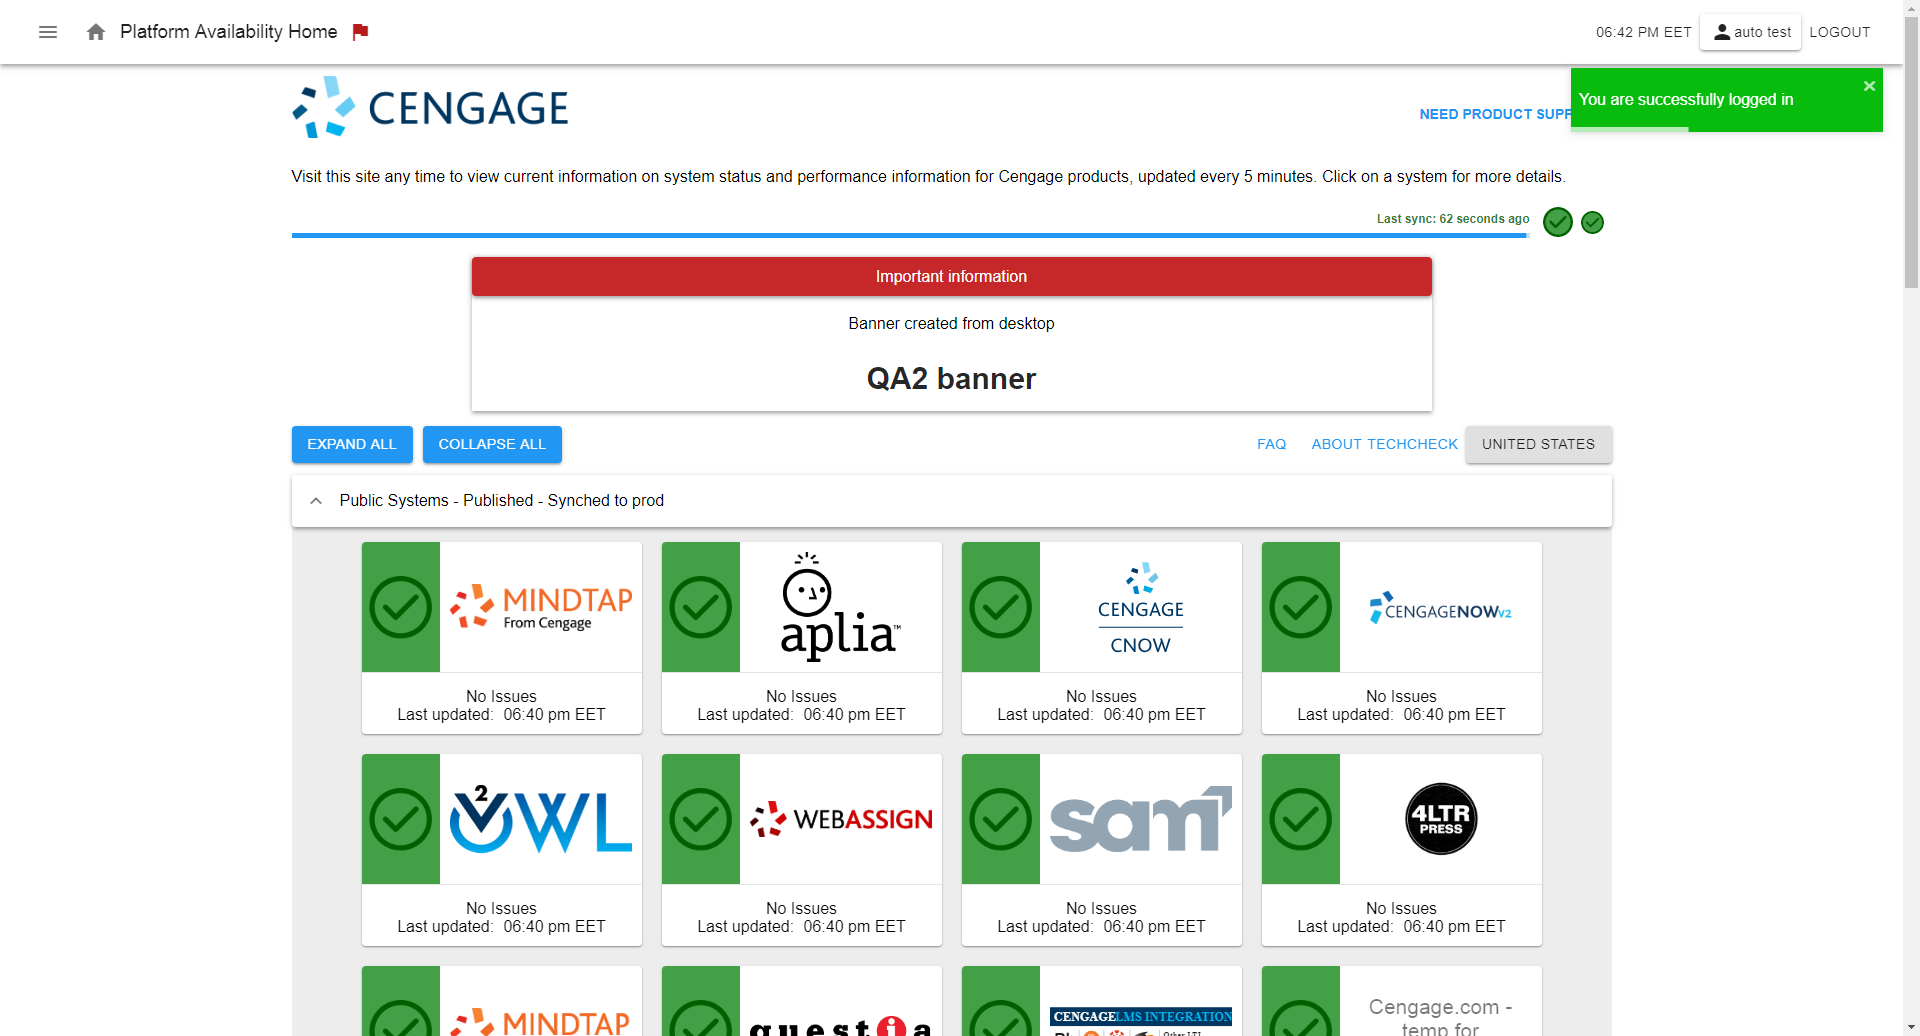 Platform Availability Home
06:42 PM EET
auto test
LOGOUT
You are successfully logged in
CENGAGE
NEED PRODUCT SUPP
Visit this site any time to view current information on system status and performance information for Cengage products, updated every 5 minutes. Click on a system for more details.
Last sync: 62 seconds ago
Important information
Banner created from desktop
QA2 banner
EXPAND ALL
COLLAPSE ALL
FAQ
ABOUT TECHCHECK
UNITED STATES
Public Systems - Published - Synched to prod
MINDTAP
From Cengage
No Issues
Last updated: 06:40 pm EET
aplia™
No Issues
Last updated: 06:40 pm EET
CENGAGE
CNOW
No Issues
Last updated: 06:40 pm EET
CENGAGENOWv2
No Issues
Last updated: 06:40 pm EET
OWL
2
No Issues
Last updated: 06:40 pm EET
WEBASSIGN
No Issues
Last updated: 06:40 pm EET
sam
No Issues
Last updated: 06:40 pm EET
4LTR
PRESS
No Issues
Last updated: 06:40 pm EET
MINDTAP
questia
CENGAGE LMS INTEGRATION
Other LTI
Cengage.com -
temp for